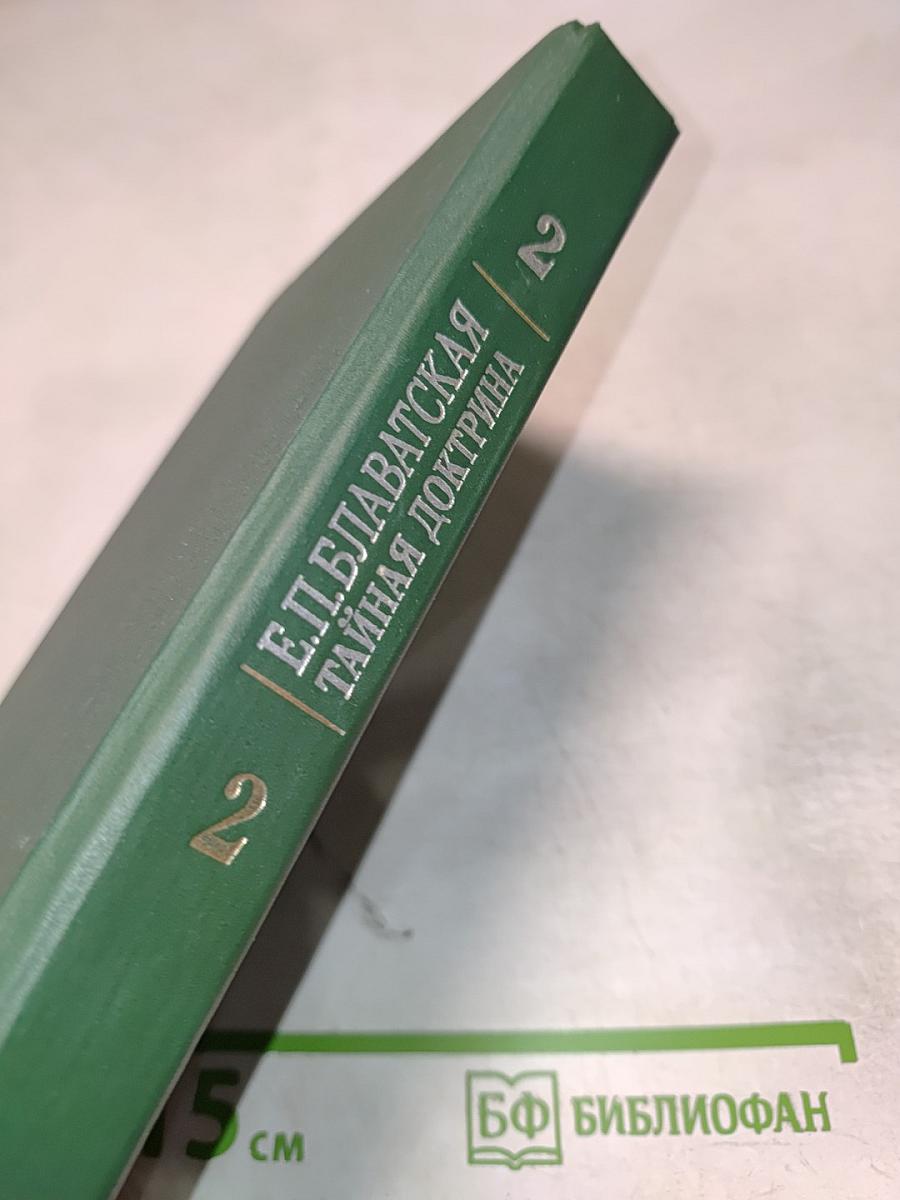 2
Е.П.БЛАВАТСКАЯ
ТАЙНАЯ ДОКТРИНА
2
15 СМ
БФ БИБЛИОФАН